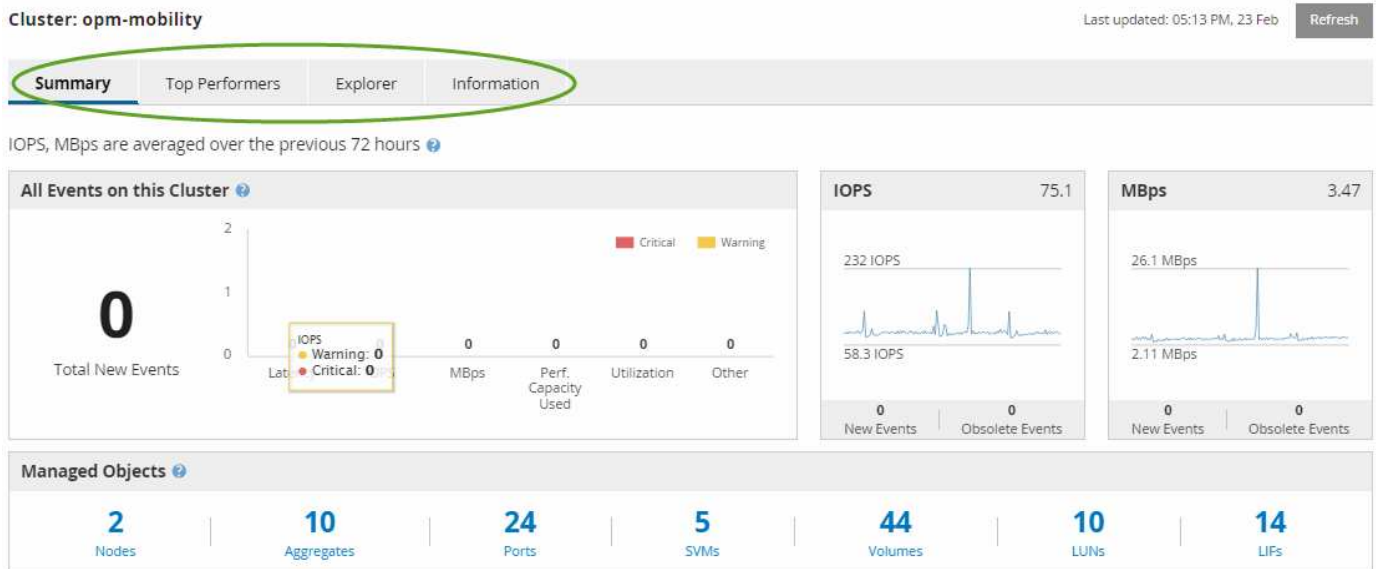 Cluster: opm-mobility
Last updated: 05:13 PM, 23 Feb
Refresh
Summary
Top Performers
Explorer
Information
IOPS, MBps are averaged over the previous 72 hours
All Events on this Cluster
0
Total New Events
2
1
0
Critical
Warning
IOPS
Warning: 0
Critical: 0
0
0
0
0
MBps
Perf.
Capacity
Used
Utilization
Other
IOPS
75.1
232 IOPS
58.3 IOPS
0
New Events
0
Obsolete Events
MBps
3.47
26.1 MBps
2.11 MBps
0
New Events
0
Obsolete Events
Managed Objects
2
Nodes
10
Aggregates
24
Ports
5
SVMs
44
Volumes
10
LUNs
14
LIFs